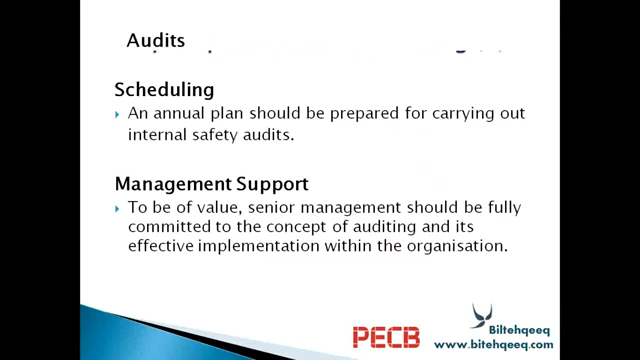 Audits
Scheduling
An annual plan should be prepared for carrying out
internal safety audits.
Management Support
To be of value, senior management should be fully
committed to the concept of auditing and its
effective implementation within the organisation.
PECB
Biltehqeeq
www.bitehqeeq.com